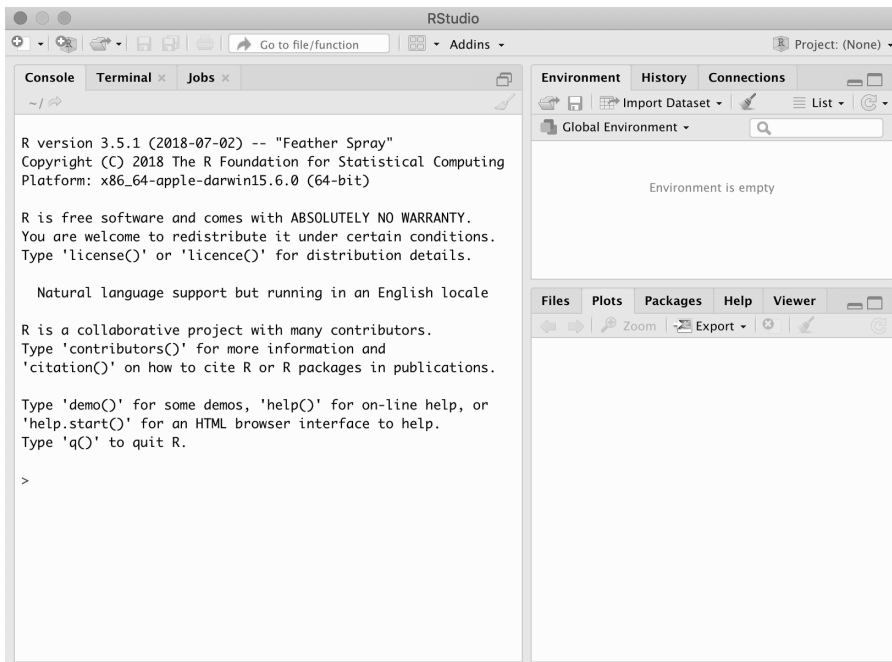 RStudio
Go to file/function
Addins
Project: (None)
Console Terminal Jobs
~/
R version 3.5.1 (2018-07-02) -- "Feather Spray"
Copyright (C) 2018 The R Foundation for Statistical Computing
Platform: x86_64-apple-darwin15.6.0 (64-bit)
R is free software and comes with ABSOLUTELY NO WARRANTY.
You are welcome to redistribute it under certain conditions.
Type 'license()' or 'licence()' for distribution details.
Natural language support but running in an English locale
R is a collaborative project with many contributors.
Type 'contributors()' for more information and
'citation()' on how to cite R or R packages in publications.
Type 'demo()' for some demos, 'help()' for on-line help, or
'help.start()' for an HTML browser interface to help.
Type 'q()' to quit R.
>
Environment History Connections
Import Dataset List
Global Environment
Environment is empty
Files Plots Packages Help Viewer
Zoom Export